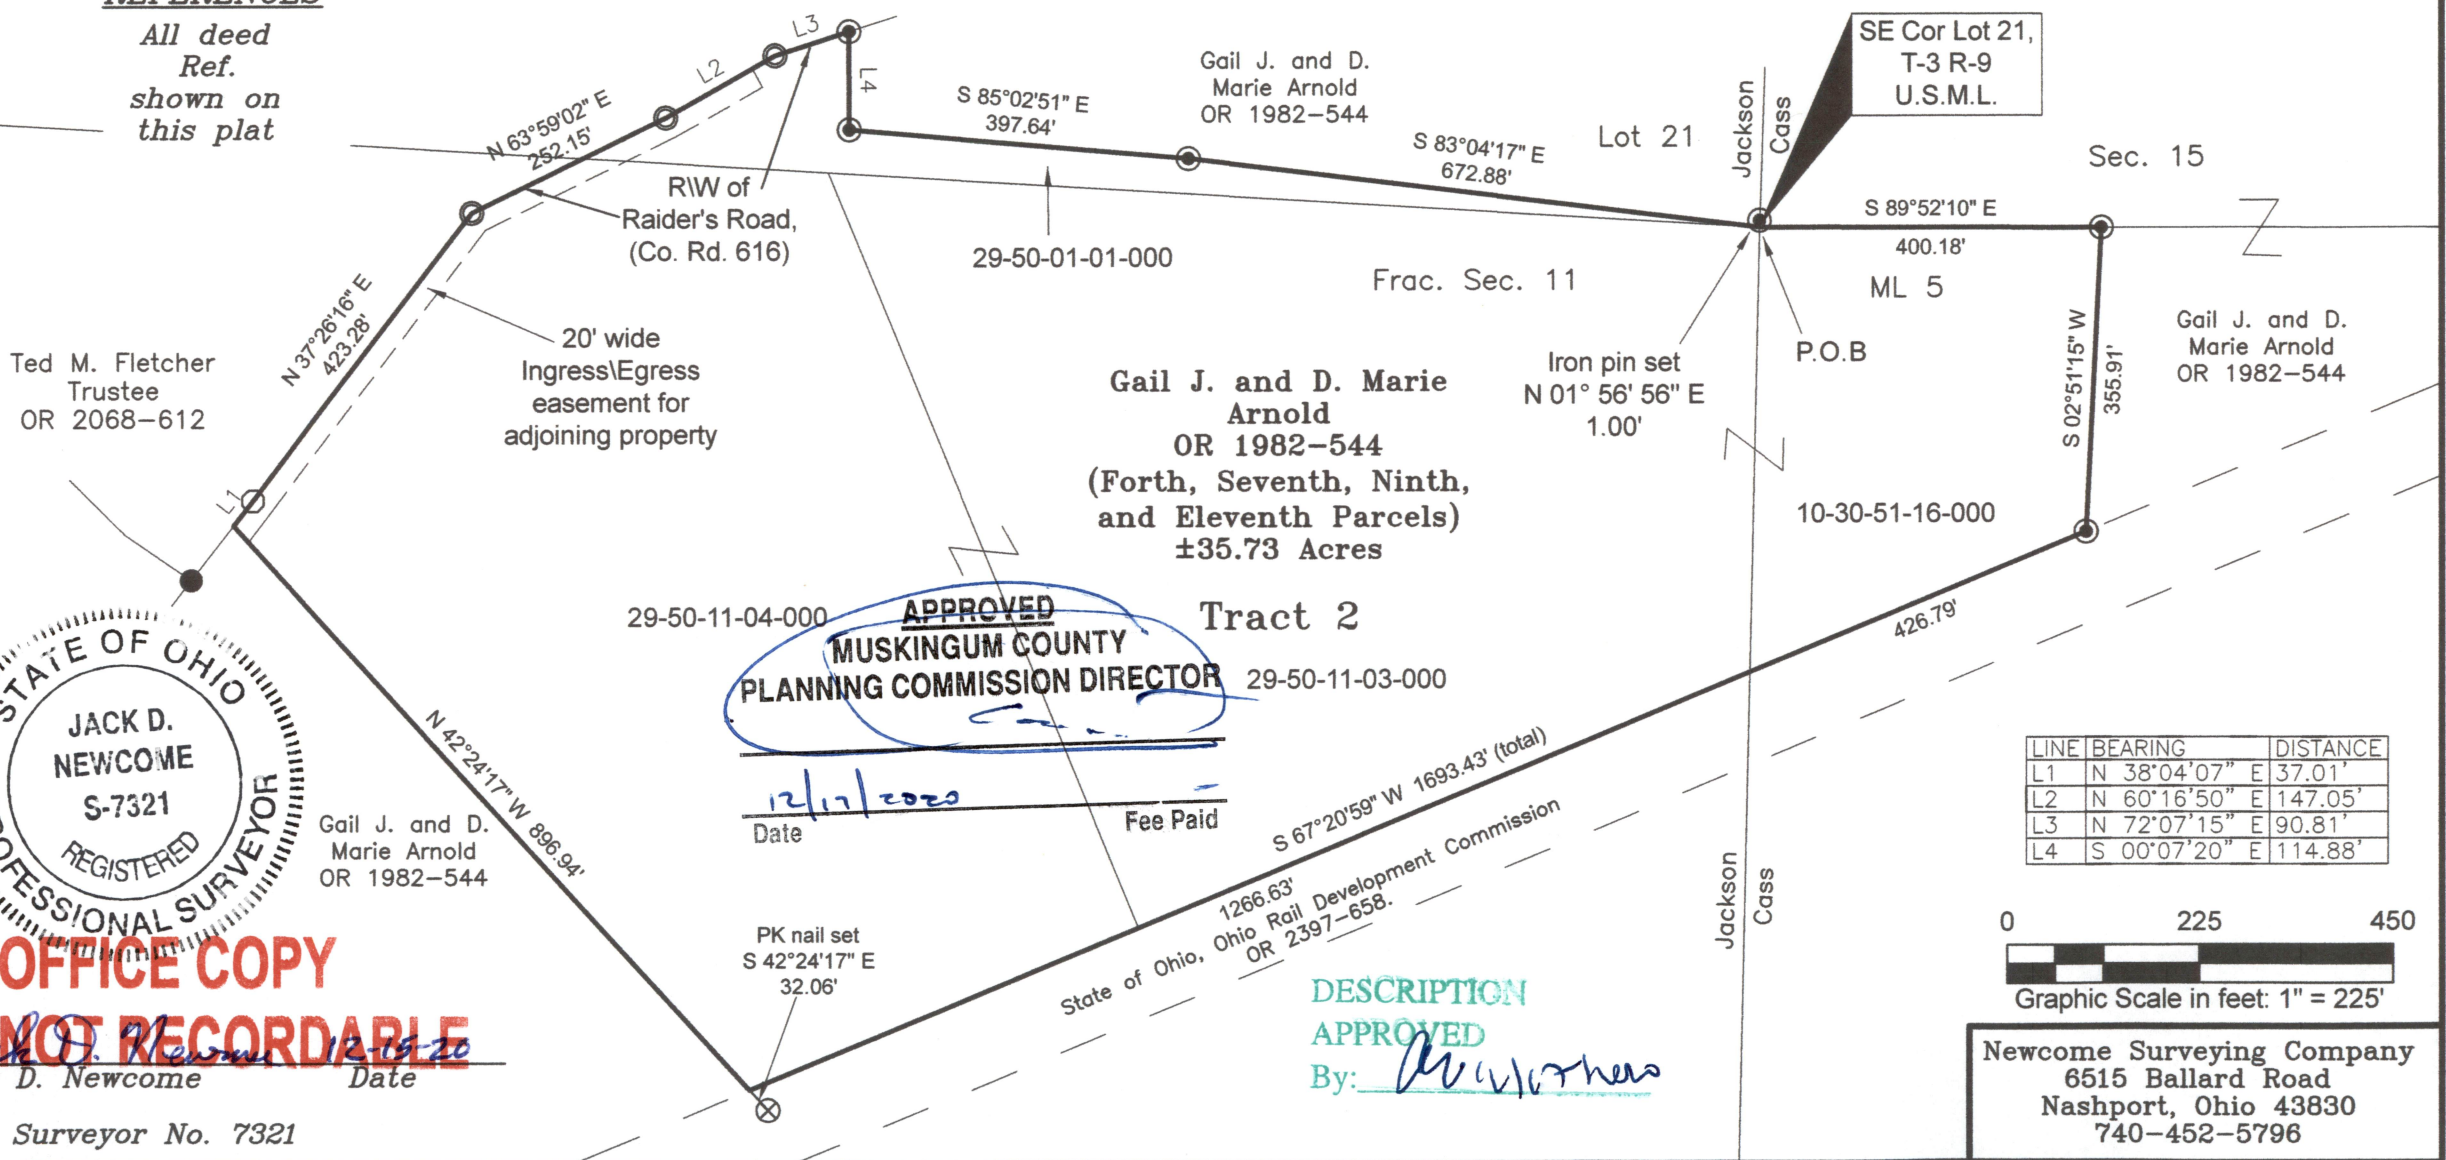 REFERENCES
All deed
Ref.
shown on
this plat
L3
L2
L4
N 63°59'02" E
252.15'
R\W of
Raider's Road,
(Co. Rd. 616)
S 85°02'51" E
397.64'
Gail J. and D.
Marie Arnold
OR 1982-544
29-50-01-01-000
S 83°04'17" E
672.88'
Lot 21
Jackson
Cass
SE Cor Lot 21,
T-3 R-9
U.S.M.L.
Sec. 15
S 89°52'10" E
400.18'
ML 5
Frac. Sec. 11
P.O.B
Iron pin set
N 01° 56' 56" E
1.00'
S 02°51'15" W
355.91'
Gail J. and D.
Marie Arnold
OR 1982-544
N 37°26'16" E
423.28'
20' wide
Ingress\Egress
easement for
adjoining property
Ted M. Fletcher
Trustee
OR 2068-612
L1
Gail J. and D. Marie
Arnold
OR 1982-544
(Forth, Seventh, Ninth,
and Eleventh Parcels)
±35.73 Acres
Tract 2
10-30-51-16-000
29-50-11-04-000
29-50-11-03-000
426.79'
APPROVED
MUSKINGUM COUNTY
PLANNING COMMISSION DIRECTOR
12/17/2020 -
Date Fee Paid
STATE OF OHIO
JACK D.
NEWCOME
S-7321
REGISTERED
PROFESSIONAL SURVEYOR
N 42°24'17" W 896.94'
Gail J. and D.
Marie Arnold
OR 1982-544
S 67°20'59" W 1693.43' (total)
1266.63'
State of Ohio, Ohio Rail Development Commission
OR 2397-658.
PK nail set
S 42°24'17" E
32.06'
Jackson
Cass
LINE BEARING DISTANCE
L1 N 38°04'07" E 37.01'
L2 N 60°16'50" E 147.05'
L3 N 72°07'15" E 90.81'
L4 S 00°07'20" E 114.88'
0 225 450
Graphic Scale in feet: 1" = 225'
OFFICE COPY
NOT RECORDABLE
D. Newcome 12-15-20
D. Newcome Date
Surveyor No. 7321
DESCRIPTION
APPROVED
By:
Newcome Surveying Company
6515 Ballard Road
Nashport, Ohio 43830
740-452-5796